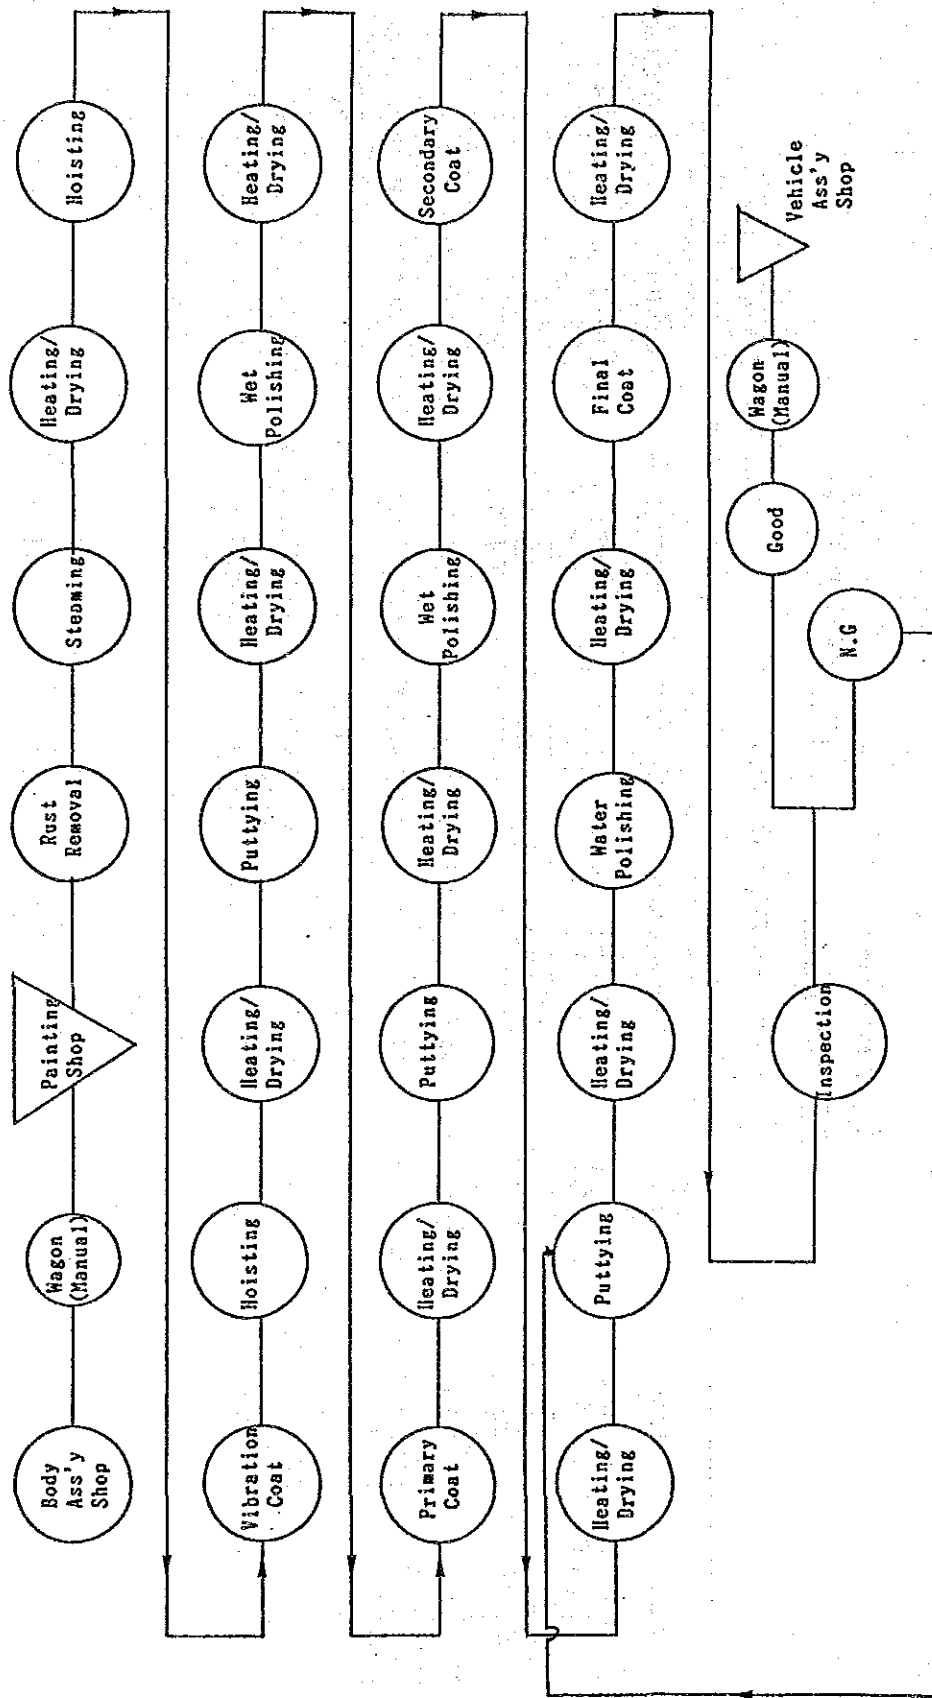 Body
Ass'y
Shop
Wagon
(Manual)
Painting
Shop
Rust
Removal
Steaming
Heating/
Drying
Hoisting
Vibration
Coat
Hoisting
Heating/
Drying
Puttying
Heating/
Drying
Wet
Polishing
Heating/
Drying
Primary
Coat
Heating/
Drying
Puttying
Heating/
Drying
Wet
Polishing
Heating/
Drying
Secondary
Coat
Heating/
Drying
Puttying
Heating/
Drying
Water
Polishing
Heating/
Drying
Final
Coat
Heating/
Drying
Inspection
N.G
Good
Wagon
(Manual)
Vehicle
Ass'y
Shop